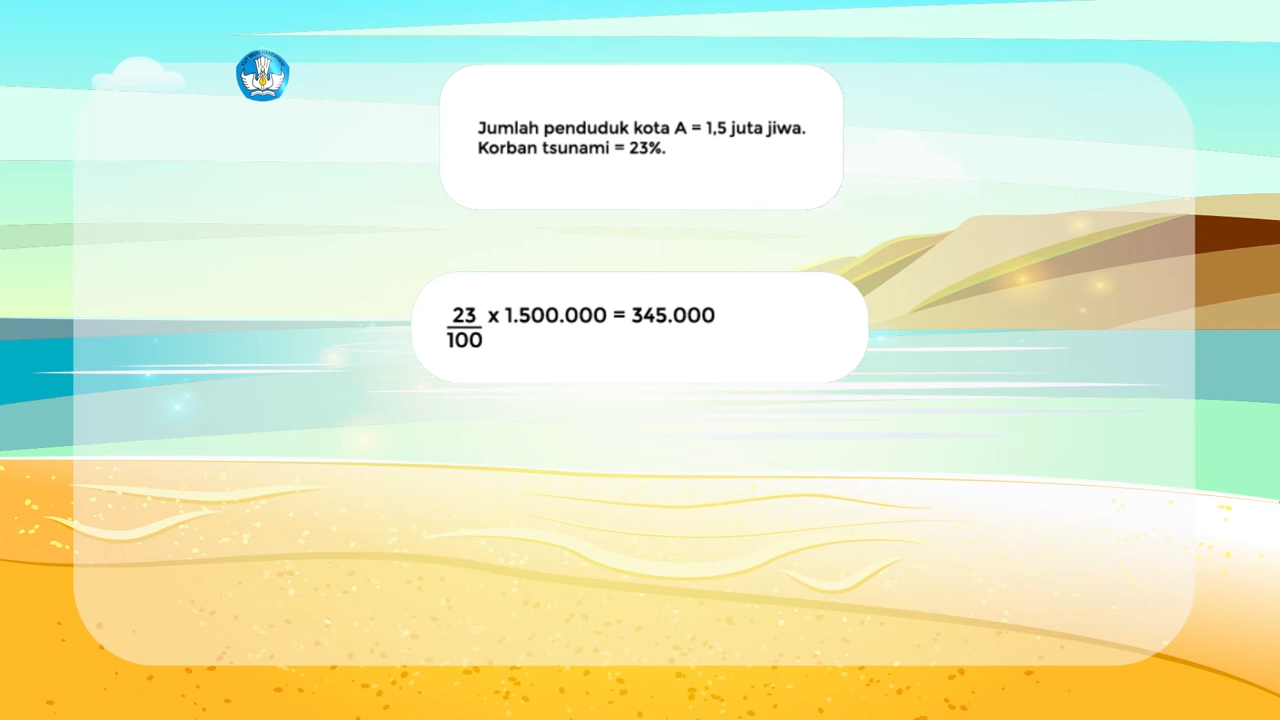 Jumlah penduduk kota A = 1,5 juta jiwa.
Korban tsunami = 23%.
23
100
x 1.500.000 = 345.000